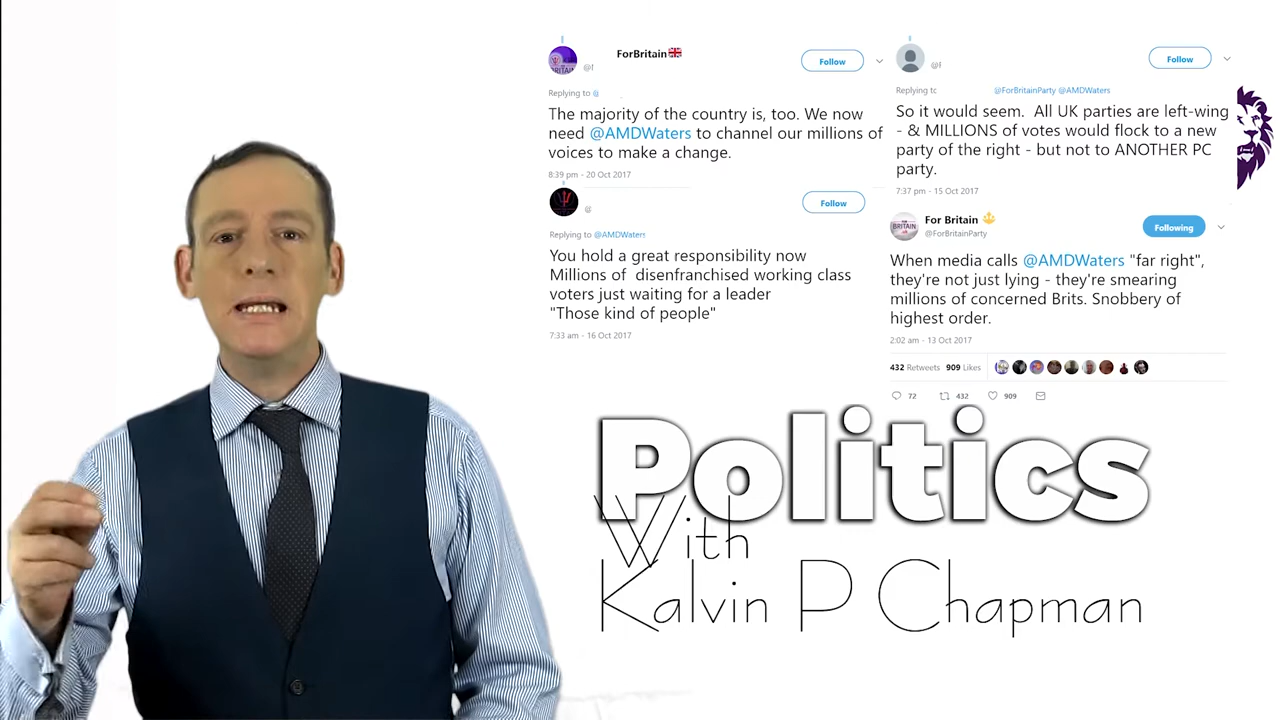 ForBritain
@
Follow
Replying to @
The majority of the country is, too. We now
need @AMDWaters to channel our millions of
voices to make a change.
8:39 pm - 20 Oct 2017
@
Follow
Replying to @AMDWaters
You hold a great responsibility now
Millions of disenfranchised working class
voters just waiting for a leader
"Those kind of people"
7:33 am - 16 Oct 2017
@
Follow
Replying to @ForBritainParty @AMDWaters
So it would seem. All UK parties are left-wing
- & MILLIONS of votes would flock to a new
party of the right - but not to ANOTHER PC
party.
7:37 pm - 15 Oct 2017
BRITAIN
For Britain
@ForBritainParty
Following
When media calls @AMDWaters "far right",
they're not just lying - they're smearing
millions of concerned Brits. Snobbery of
highest order.
2:02 am - 13 Oct 2017
432 Retweets 909 Likes
72 432 909
Politics
With
Kalvin P Chapman